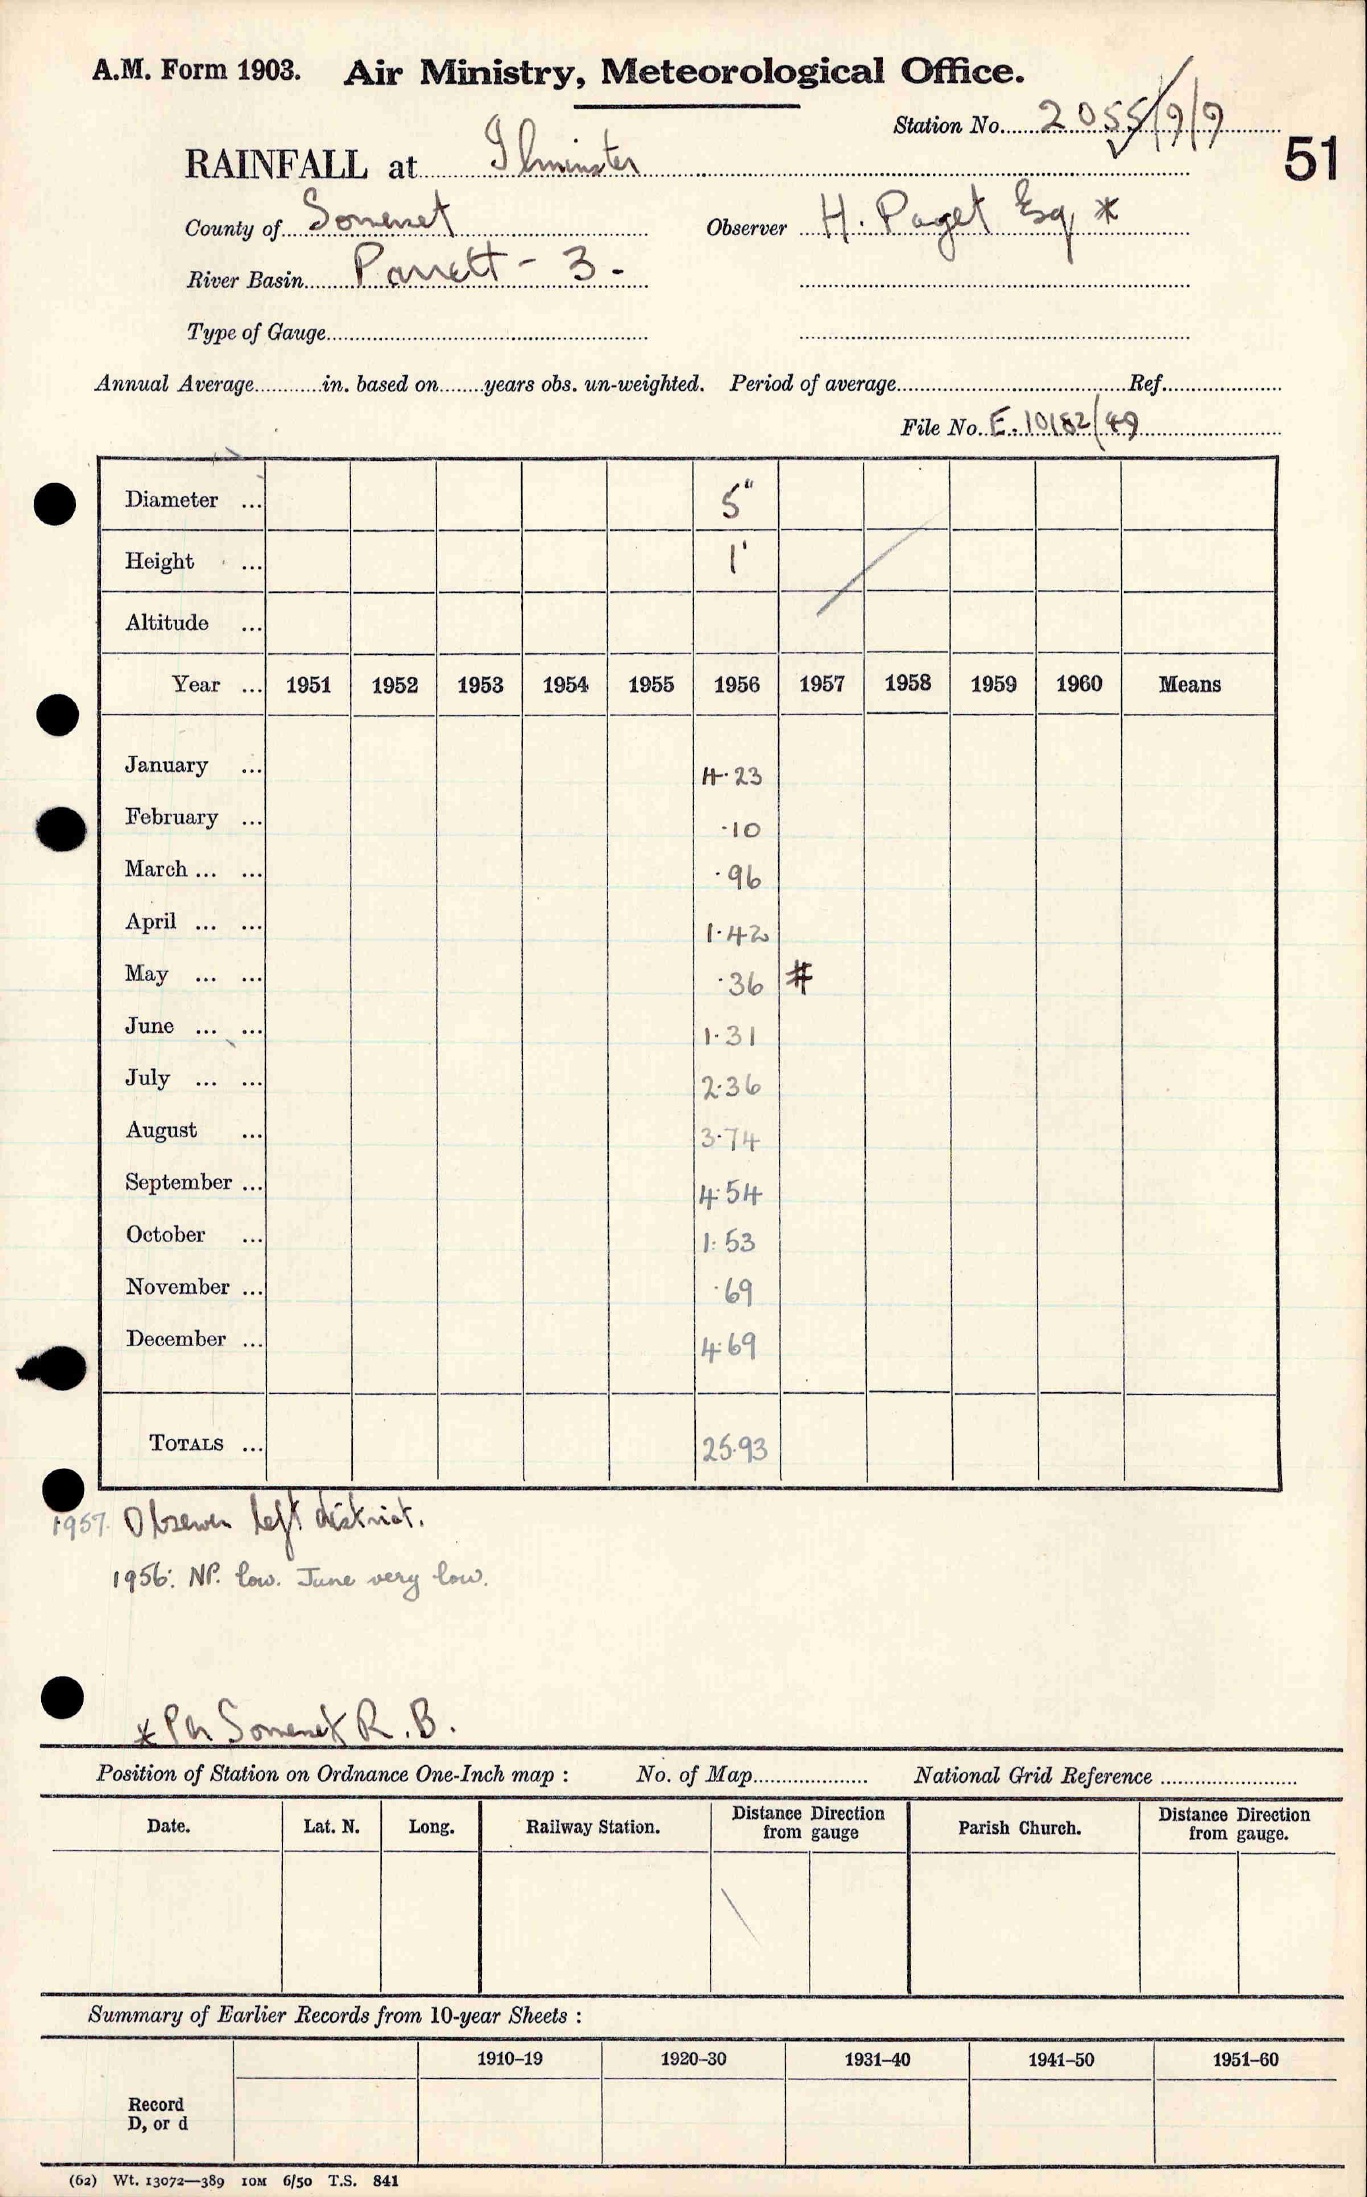 A.M. Form 1903. Air Ministry, Meteorological Office.
Station No. 2055/9/9
51
RAINFALL at Ilminster
County of Somerset Observer H. Paget Esq *
River Basin Parrett - 3 -
Type of Gauge
Annual Average in. based on years obs. un-weighted. Period of average Ref.
File No. E.10182/49
Diameter ... 5"
Height ... 1'
Altitude ...
Year ... 1951 1952 1953 1954 1955 1956 1957 1958 1959 1960 Means
January ... 4.23
February ... .10
March ... ... .96
April ... ... 1.42
May ... ... .36 #
June ... ... 1.31
July ... ... 2.36
August ... 3.74
September ... 4.54
October ... 1.53
November ... .69
December ... 4.69
TOTALS ... 25.93
1957. Observer left district.
1956: NP. low. June very low.
* Per Somerset R.B.
Position of Station on Ordnance One-Inch map : No. of Map National Grid Reference
Date. Lat. N. Long. Railway Station. Distance Direction from gauge Parish Church. Distance Direction from gauge.
Summary of Earlier Records from 10-year Sheets :
1910–19 1920–30 1931–40 1941–50 1951–60
Record
D, or d
(62) Wt. 13072—389 10M 6/50 T.S. 841